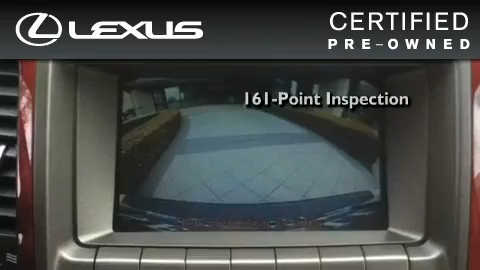 LEXUS
CERTIFIED
PRE-OWNED
161-Point Inspection